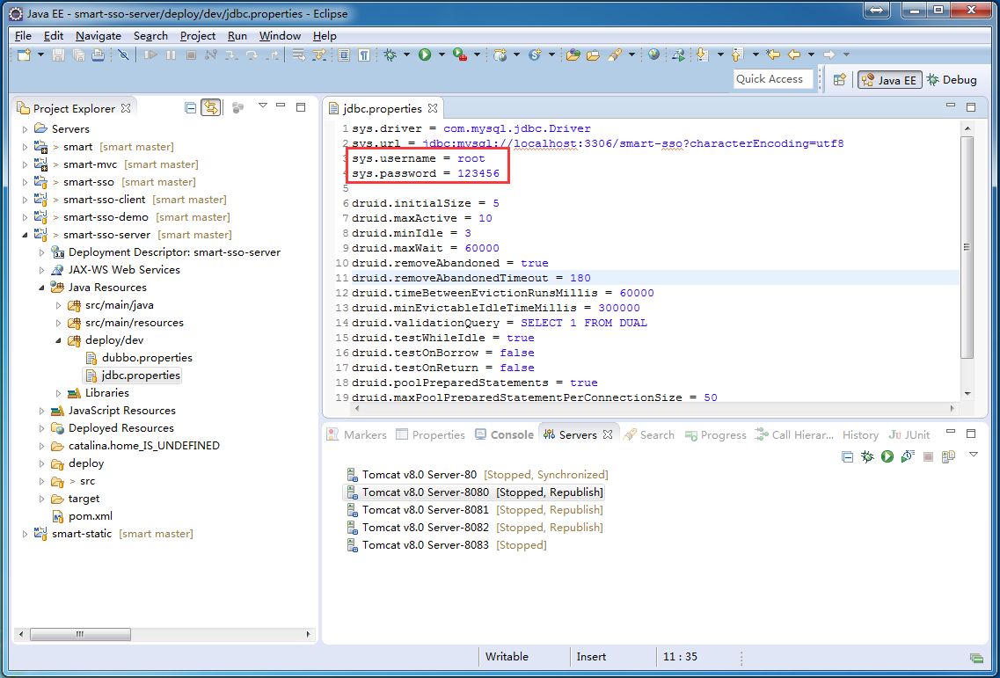 Java EE - smart-sso-server/deploy/dev/jdbc.properties - Eclipse
File Edit Navigate Search Project Run Window Help
Quick Access
Java EE
Debug
Project Explorer
Servers
> smart [smart master]
> smart-mvc [smart master]
> smart-sso [smart master]
> smart-sso-client [smart master]
> smart-sso-demo [smart master]
> smart-sso-server [smart master]
Deployment Descriptor: smart-sso-server
JAX-WS Web Services
Java Resources
src/main/java
src/main/resources
deploy/dev
dubbo.properties
jdbc.properties
Libraries
JavaScript Resources
Deployed Resources
catalina.home_IS_UNDEFINED
deploy
> src
target
pom.xml
smart-static [smart master]
jdbc.properties
1 sys.driver = com.mysql.jdbc.Driver
2 sys.url = jdbc:mysql://localhost:3306/smart-sso?characterEncoding=utf8
3 sys.username = root
4 sys.password = 123456
5
6 druid.initialSize = 5
7 druid.maxActive = 10
8 druid.minIdle = 3
9 druid.maxWait = 60000
10 druid.removeAbandoned = true
11 druid.removeAbandonedTimeout = 180
12 druid.timeBetweenEvictionRunsMillis = 60000
13 druid.minEvictableIdleTimeMillis = 300000
14 druid.validationQuery = SELECT 1 FROM DUAL
15 druid.testWhileIdle = true
16 druid.testOnBorrow = false
17 druid.testOnReturn = false
18 druid.poolPreparedStatements = true
19 druid.maxPoolPreparedStatementPerConnectionSize = 50
Markers Properties Console Servers Search Progress Call Hierar... History Ju JUnit
Tomcat v8.0 Server-80 [Stopped, Synchronized]
Tomcat v8.0 Server-8080 [Stopped, Republish]
Tomcat v8.0 Server-8081 [Stopped, Republish]
Tomcat v8.0 Server-8082 [Stopped, Republish]
Tomcat v8.0 Server-8083 [Stopped]
Writable Insert 11 : 35